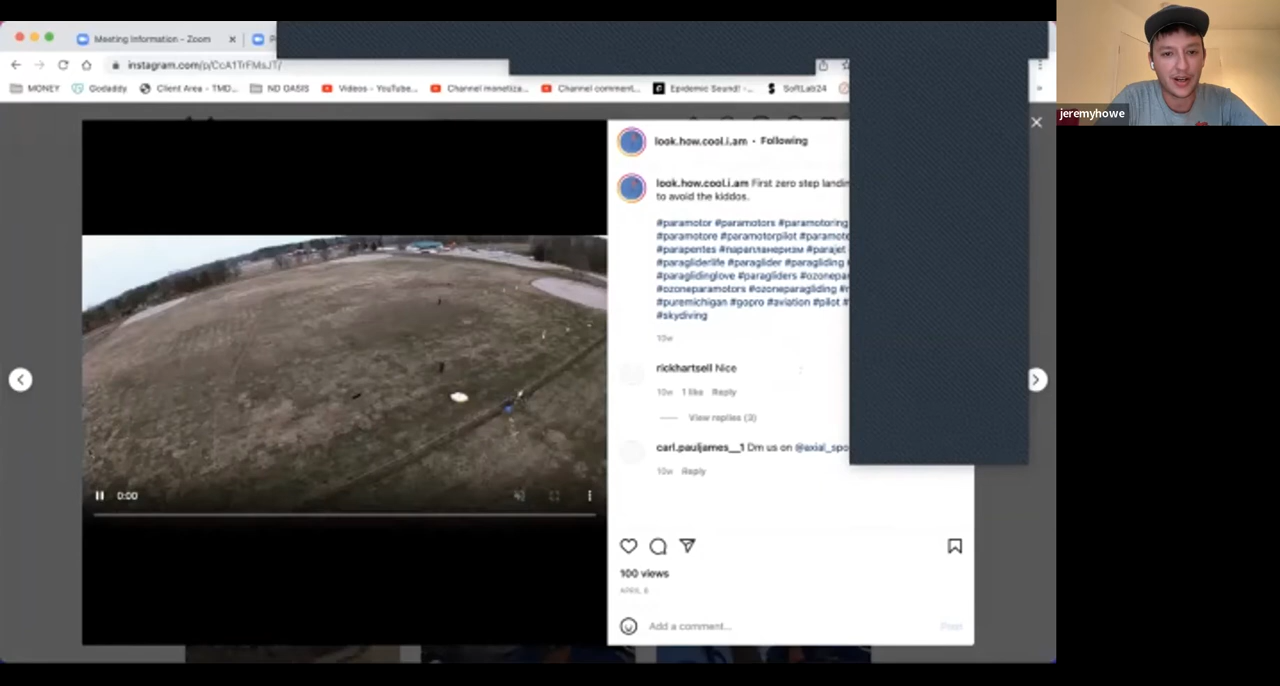 Meeting Information - Zoom
instagram.com/p/CcA1TrFMsJT/
MONEY Godaddy Client Area - TMD... ND OASIS Videos - YouTube... Channel monetiza... Channel comment... Epidemic Sound! -... SoftLab24 »
jeremyhowe
look.how.cool.i.am • Following
look.how.cool.i.am First zero step landin
to avoid the kiddos.
#paramotor #paramotors #paramotoring
#paramotore #paramotorpilot #paramote
#parapentes #парапланеризм #parajet
#paragliderlife #paraglider #paragliding
#paraglidinglove #paragliders #ozonepar
#ozoneparamotors #ozoneparagliding
#puremichigan #gopro #aviation #pilot
#skydiving
10w
rickhartsell Nice
10w 1 like Reply
View replies (3)
carl.pauljames__1 Dm us on @axial_spo
10w Reply
0:00
100 views
APRIL 6
Add a comment...
Post